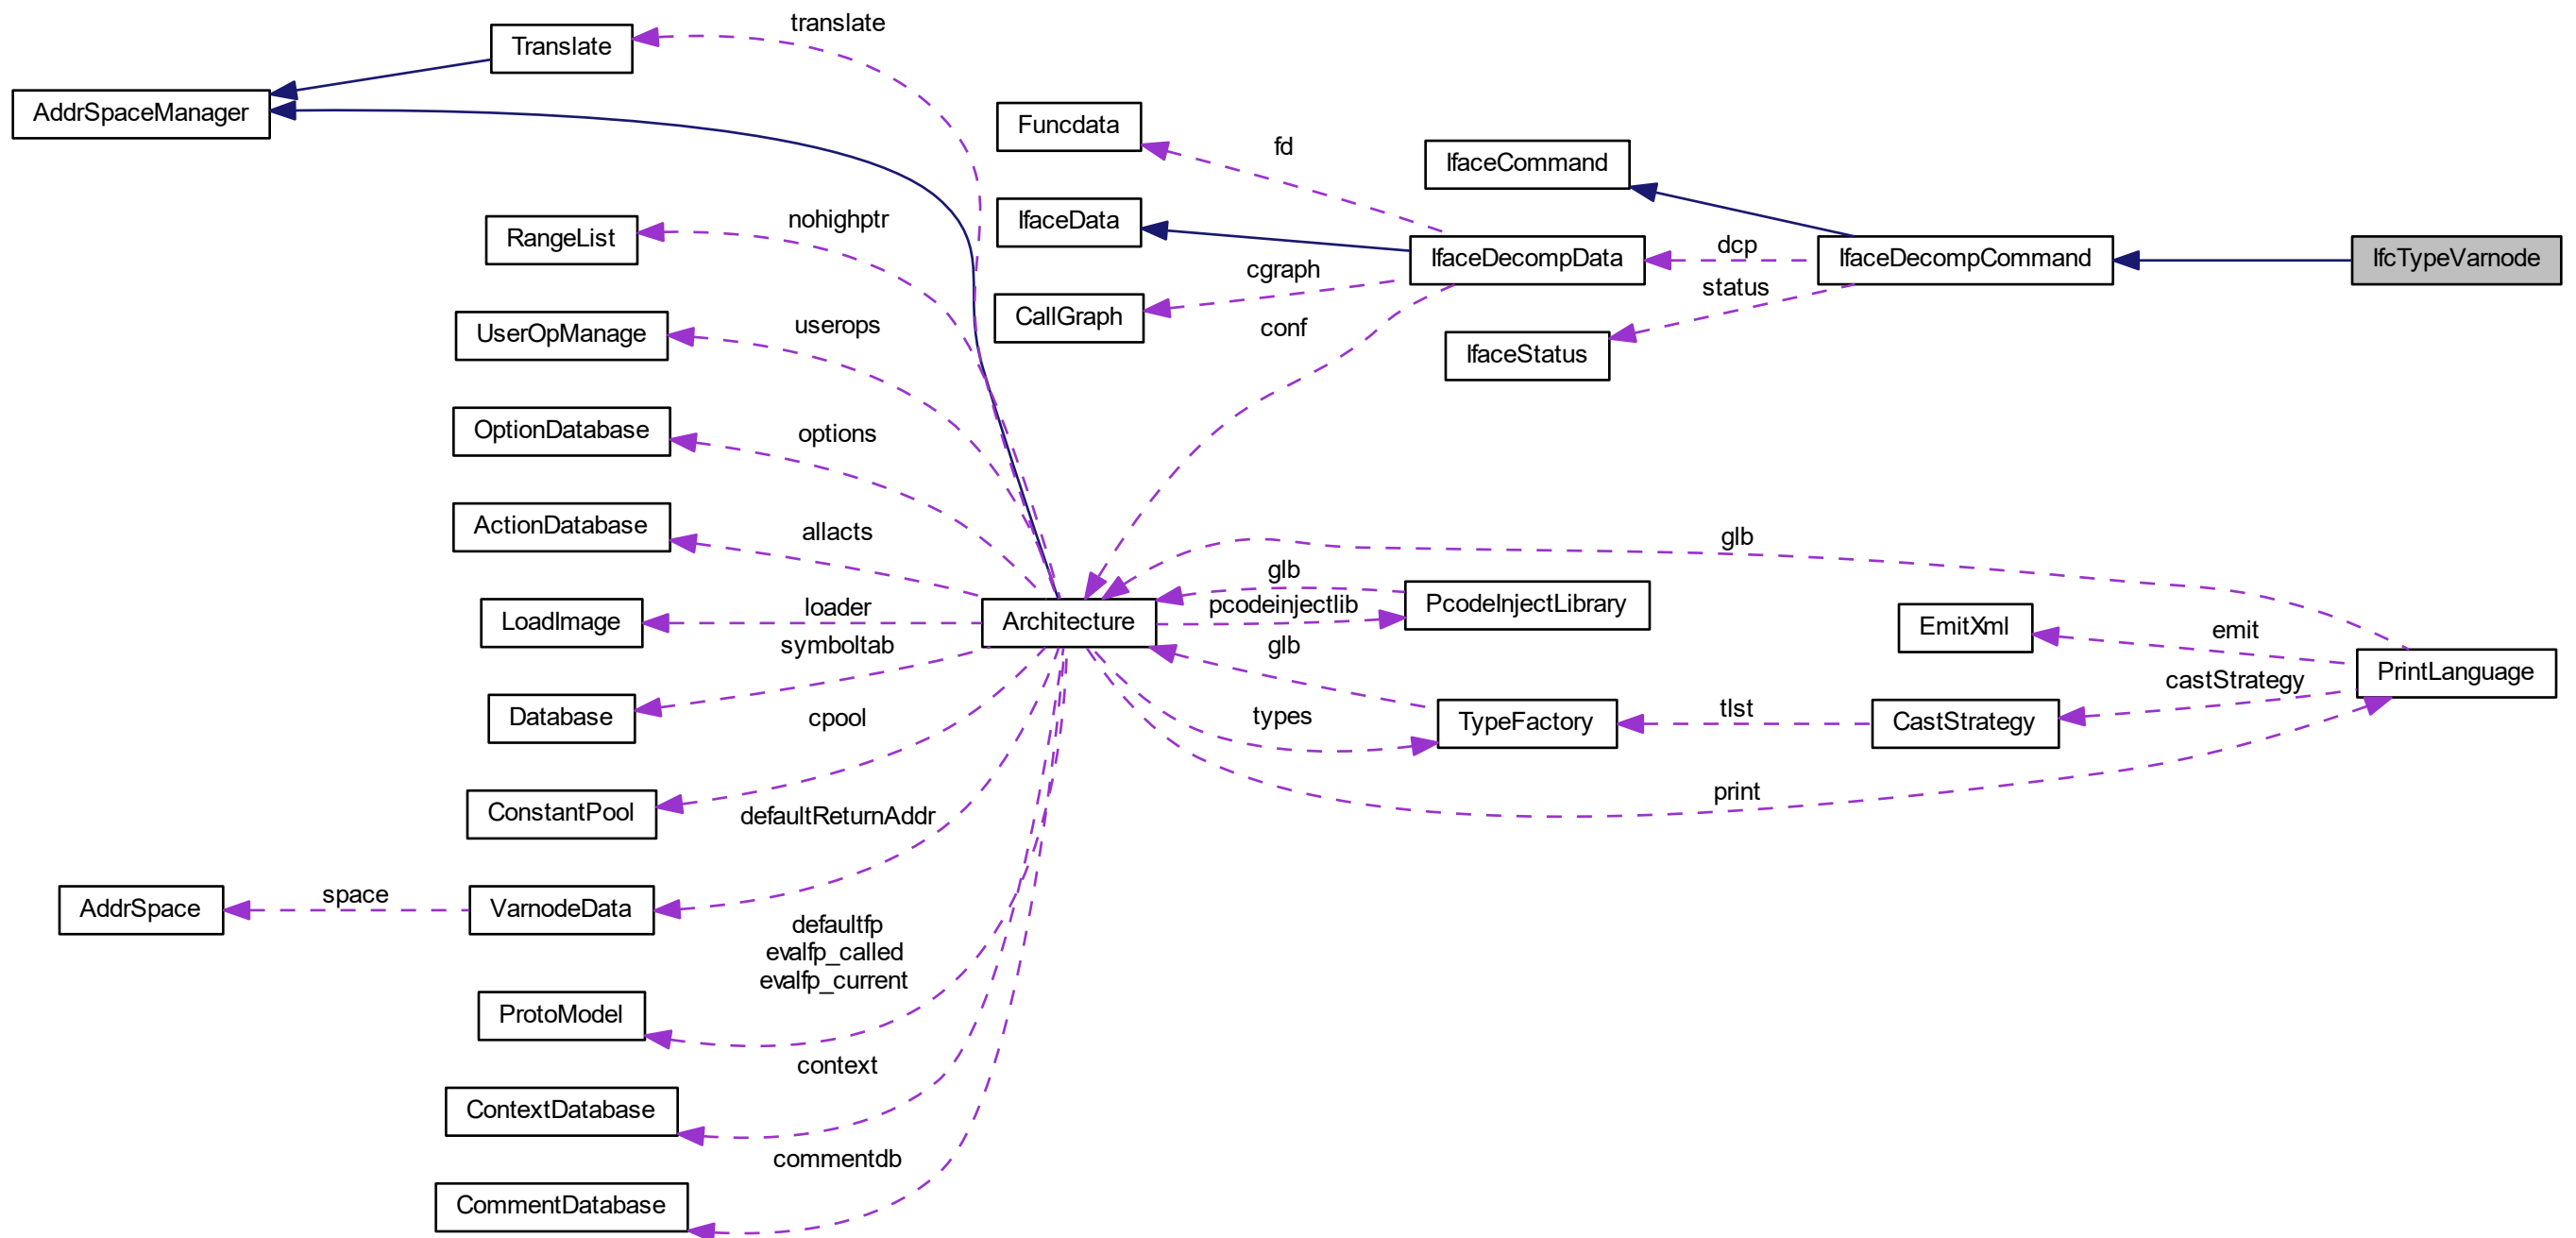 translate
Translate
AddrSpaceManager
Funcdata
fd
IfaceCommand
nohighptr
RangeList
IfaceData
IfaceDecompData
dcp
IfaceDecompCommand
IfcTypeVarnode
cgraph
status
CallGraph
conf
userops
UserOpManage
IfaceStatus
options
OptionDatabase
allacts
ActionDatabase
glb
glb
loader
LoadImage
Architecture
pcodeinjectlib
PcodeInjectLibrary
EmitXml
emit
symboltab
glb
PrintLanguage
castStrategy
Database
cpool
types
TypeFactory
tlst
CastStrategy
print
ConstantPool
defaultReturnAddr
AddrSpace
space
VarnodeData
defaultfp
evalfp_called
evalfp_current
ProtoModel
context
ContextDatabase
commentdb
CommentDatabase